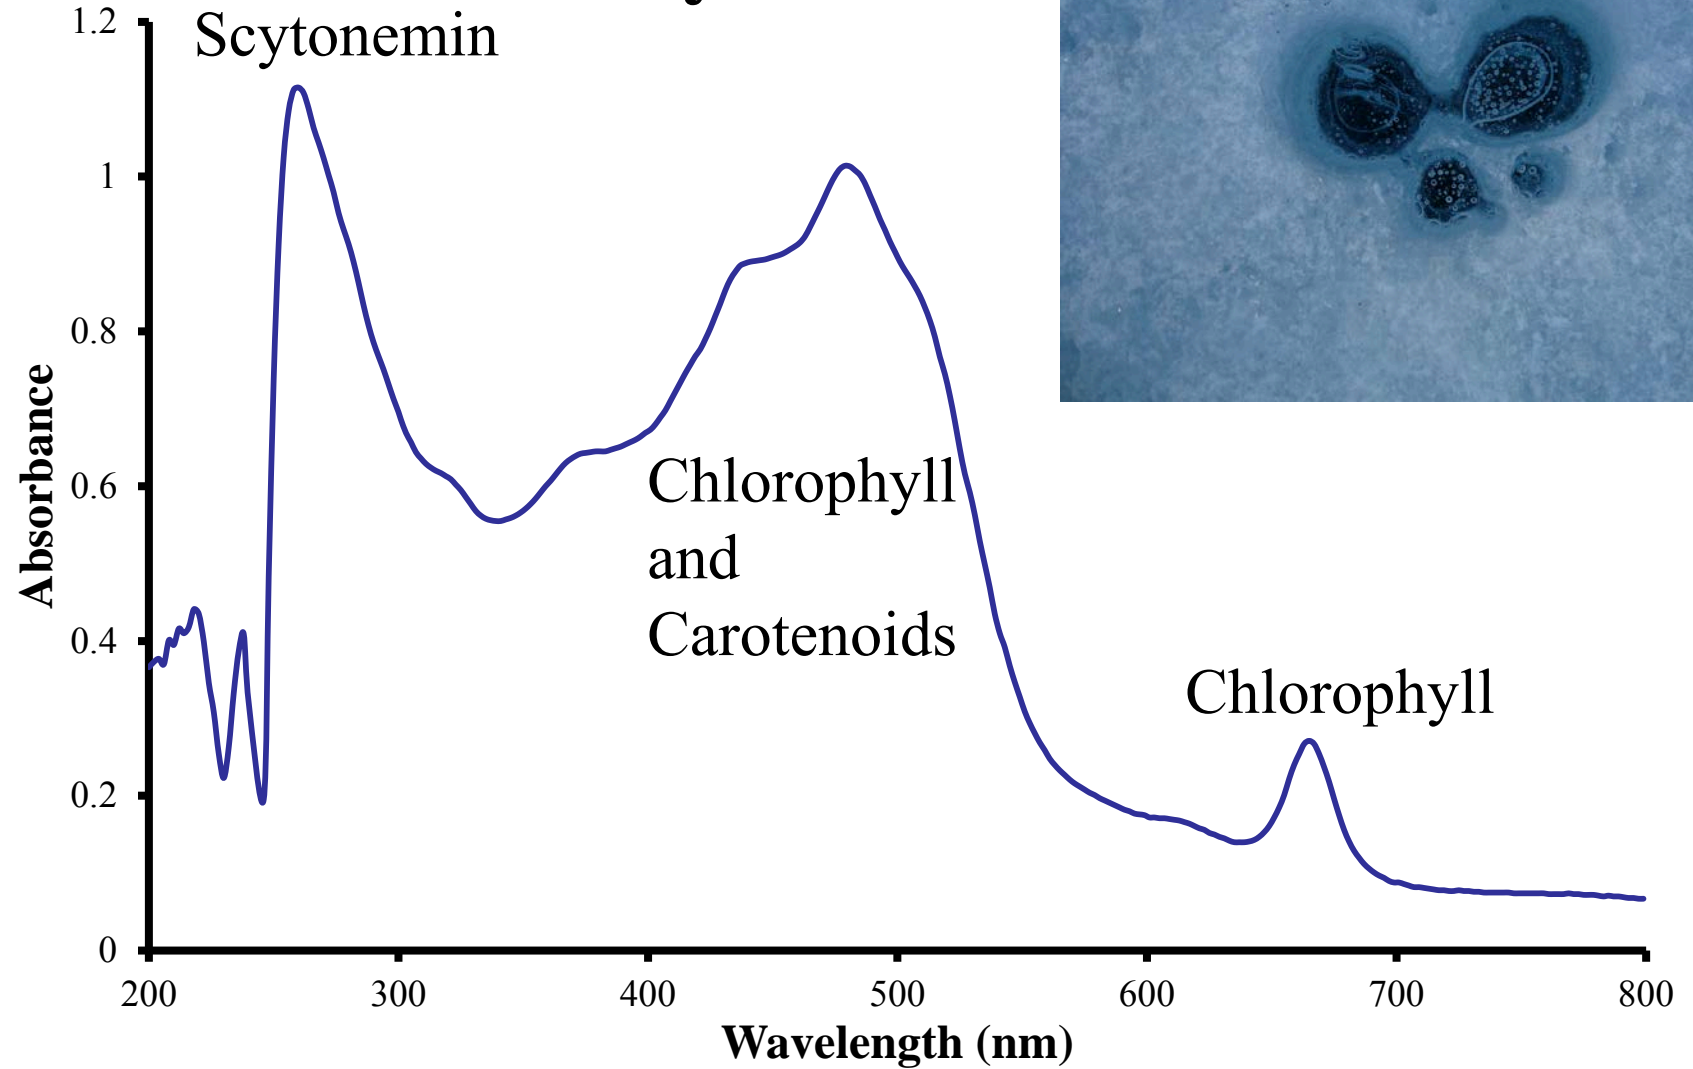 Scytonemin
1.2
1
0.8
0.6
0.4
0.2
0
Absorbance
Chlorophyll
and
Carotenoids
Chlorophyll
200 300 400 500 600 700 800
Wavelength (nm)